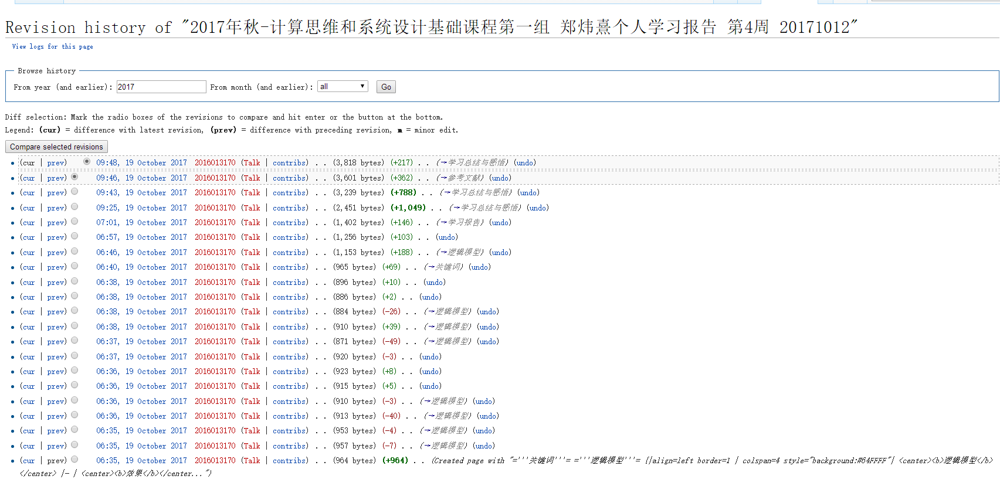 Revision history of "2017年秋-计算思维和系统设计基础课程第一组 郑炜熹个人学习报告 第4周 20171012"
View logs for this page
Browse history
From year (and earlier): 2017 From month (and earlier): all Go
Diff selection: Mark the radio boxes of the revisions to compare and hit enter or the button at the bottom.
Legend: (cur) = difference with latest revision, (prev) = difference with preceding revision, m = minor edit.
Compare selected revisions
(cur | prev) 09:48, 19 October 2017 2016013170 (Talk | contribs) . . (3,818 bytes) (+217) . . (→学习总结与感悟) (undo)
(cur | prev) 09:46, 19 October 2017 2016013170 (Talk | contribs) . . (3,601 bytes) (+362) . . (→参考文献) (undo)
(cur | prev) 09:43, 19 October 2017 2016013170 (Talk | contribs) . . (3,239 bytes) (+788) . . (→学习总结与感悟) (undo)
(cur | prev) 09:25, 19 October 2017 2016013170 (Talk | contribs) . . (2,451 bytes) (+1,049) . . (→学习总结与感悟) (undo)
(cur | prev) 07:01, 19 October 2017 2016013170 (Talk | contribs) . . (1,402 bytes) (+146) . . (→学习报告) (undo)
(cur | prev) 06:57, 19 October 2017 2016013170 (Talk | contribs) . . (1,256 bytes) (+103) . . (undo)
(cur | prev) 06:46, 19 October 2017 2016013170 (Talk | contribs) . . (1,153 bytes) (+188) . . (→逻辑模型) (undo)
(cur | prev) 06:40, 19 October 2017 2016013170 (Talk | contribs) . . (965 bytes) (+69) . . (→关键词) (undo)
(cur | prev) 06:38, 19 October 2017 2016013170 (Talk | contribs) . . (896 bytes) (+10) . . (undo)
(cur | prev) 06:38, 19 October 2017 2016013170 (Talk | contribs) . . (886 bytes) (+2) . . (undo)
(cur | prev) 06:38, 19 October 2017 2016013170 (Talk | contribs) . . (884 bytes) (-26) . . (→逻辑模型) (undo)
(cur | prev) 06:38, 19 October 2017 2016013170 (Talk | contribs) . . (910 bytes) (+39) . . (→逻辑模型) (undo)
(cur | prev) 06:37, 19 October 2017 2016013170 (Talk | contribs) . . (871 bytes) (-49) . . (→逻辑模型) (undo)
(cur | prev) 06:37, 19 October 2017 2016013170 (Talk | contribs) . . (920 bytes) (-3) . . (undo)
(cur | prev) 06:36, 19 October 2017 2016013170 (Talk | contribs) . . (923 bytes) (+8) . . (undo)
(cur | prev) 06:36, 19 October 2017 2016013170 (Talk | contribs) . . (915 bytes) (+5) . . (undo)
(cur | prev) 06:36, 19 October 2017 2016013170 (Talk | contribs) . . (910 bytes) (-3) . . (→逻辑模型) (undo)
(cur | prev) 06:36, 19 October 2017 2016013170 (Talk | contribs) . . (913 bytes) (-40) . . (→逻辑模型) (undo)
(cur | prev) 06:35, 19 October 2017 2016013170 (Talk | contribs) . . (953 bytes) (-4) . . (→逻辑模型) (undo)
(cur | prev) 06:35, 19 October 2017 2016013170 (Talk | contribs) . . (957 bytes) (-7) . . (→逻辑模型) (undo)
(cur | prev) 06:35, 19 October 2017 2016013170 (Talk | contribs) . . (964 bytes) (+964) . . (Created page with "='''关键词'''= ='''逻辑模型'''= {|align=left border=1 | colspan=4 style="background:#64FFFF"| <center><b>逻辑模型</b>
</center> |- | <center><b>效果</b></center...")